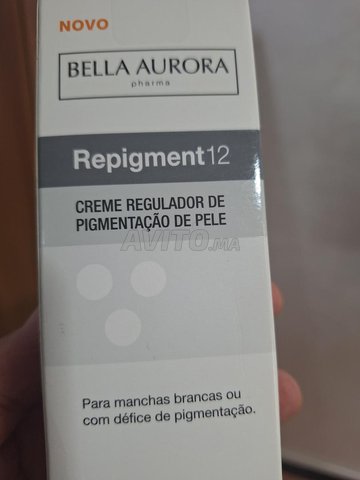 NOVO
BELLA AURORA
pharma
Repigment12
CREME REGULADOR DE
PIGMENTAÇÃO DE PELE
AVITO.ma
Para manchas brancas ou
com défice de pigmentação.